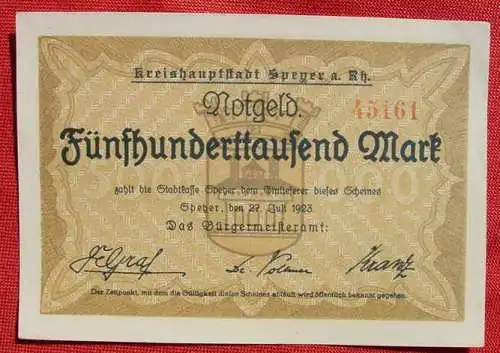 Kreishauptstadt Speyer a. Rh.
Notgeld. 45161
Fünfhunderttausend Mark
zahlt die Stadtkasse Speyer dem Einlieferer dieses Scheines
Speyer, den 27. Juli 1923
Das Bürgermeisteramt:
Der Zeitpunkt, mit dem die Gültigkeit dieses Scheines abläuft wird öffentlich bekannt gegeben.